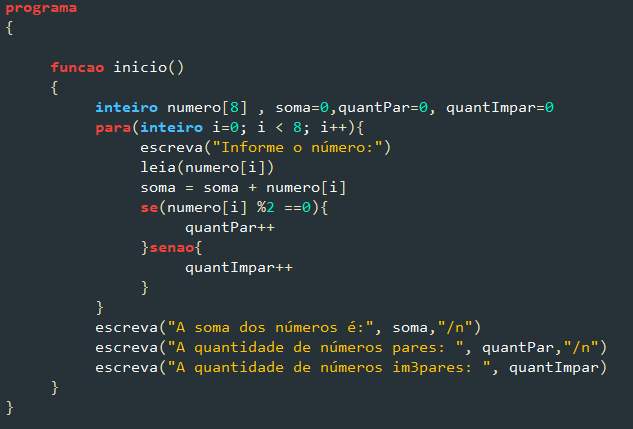 programa
{
funcao inicio()
{
inteiro numero[8] , soma=0,quantPar=0, quantImpar=0
para(inteiro i=0; i < 8; i++){
escreva("Informe o número:")
leia(numero[i])
soma = soma + numero[i]
se(numero[i] %2 ==0){
quantPar++
}senao{
quantImpar++
}
}
escreva("A soma dos números é:", soma,"/n")
escreva("A quantidade de números pares: ", quantPar,"/n")
escreva("A quantidade de números im3pares: ", quantImpar)
}
}